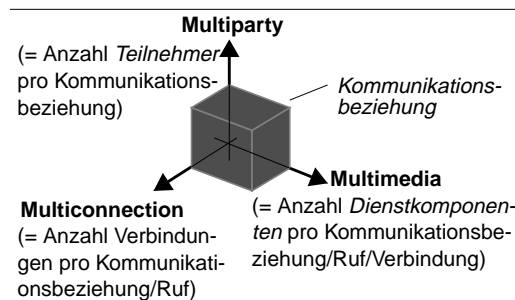 Multiparty
(= Anzahl Teilnehmer
pro Kommunikations-
beziehung)
Kommunikations-
beziehung
Multiconnection
(= Anzahl Verbindun-
gen pro Kommunikati-
onsbeziehung/Ruf)
Multimedia
(= Anzahl Dienstkomponen-
ten pro Kommunikationsbe-
ziehung/Ruf/Verbindung)